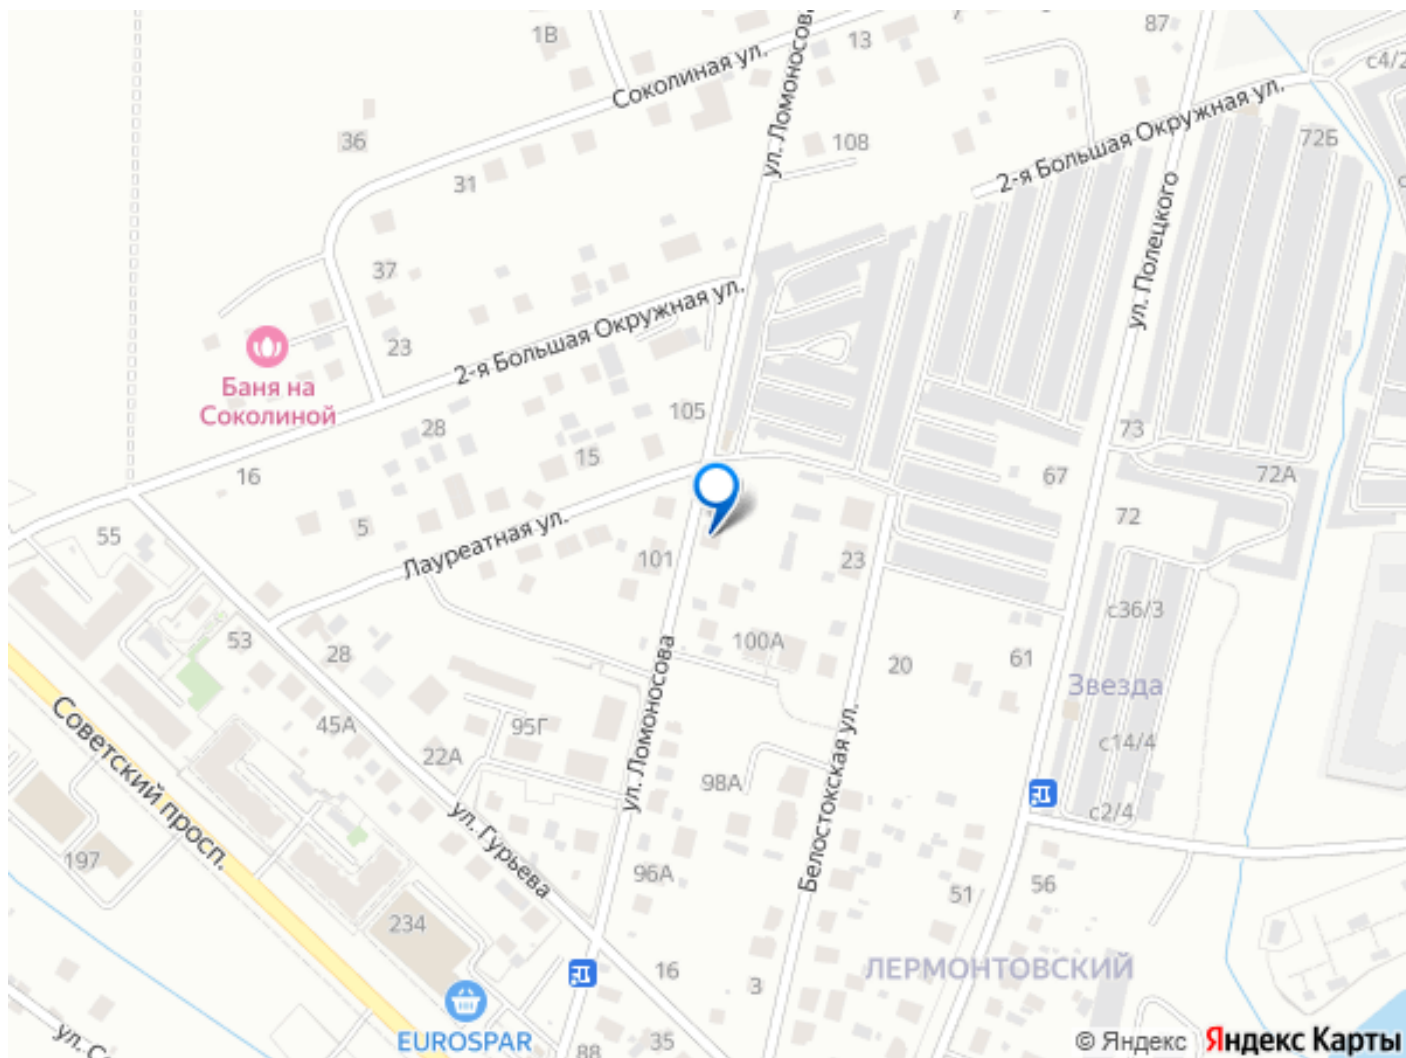 1В
Соколиная ул.
ул. Ломоносова
13
87
с4/2
36
31
108
2-я Большая Окружная ул.
72Б
ул. Полецкого
37
23
Баня на
Соколиной
2-я Большая Окружная ул.
105
28
15
16
73
67
72А
72
55
5
Лауреатная ул.
101
23
с36/3
53
28
100А
20
61
Звезда
45А
22А
95Г
ул. Ломоносова
98А
Белостокская ул.
с14/4
с2/4
Советский просп.
197
ул. Гурьева
96А
51
56
234
16
3
ЛЕРМОНТОВСКИЙ
EUROSPAR
88
35
© Яндекс Яндекс Карты